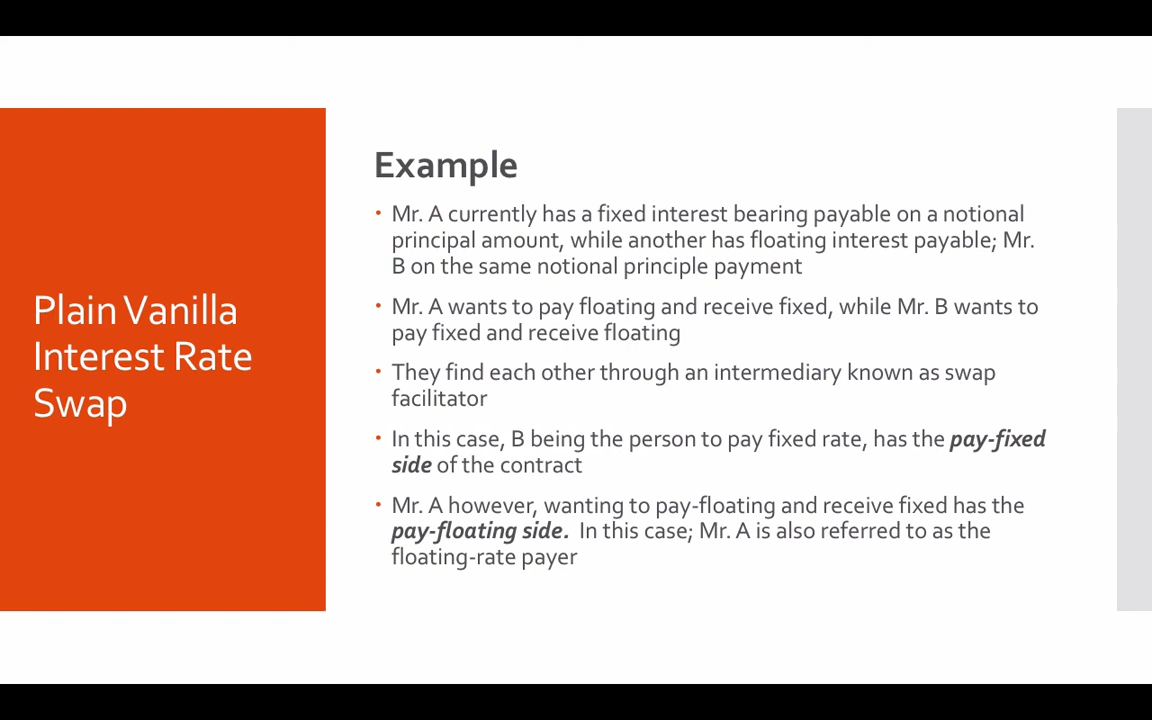 Plain Vanilla
Interest Rate
Swap
Example
• Mr. A currently has a fixed interest bearing payable on a notional
principal amount, while another has floating interest payable; Mr.
B on the same notional principle payment
• Mr. A wants to pay floating and receive fixed, while Mr. B wants to
pay fixed and receive floating
• They find each other through an intermediary known as swap
facilitator
• In this case, B being the person to pay fixed rate, has the pay-fixed
side of the contract
• Mr. A however, wanting to pay-floating and receive fixed has the
pay-floating side. In this case; Mr. A is also referred to as the
floating-rate payer